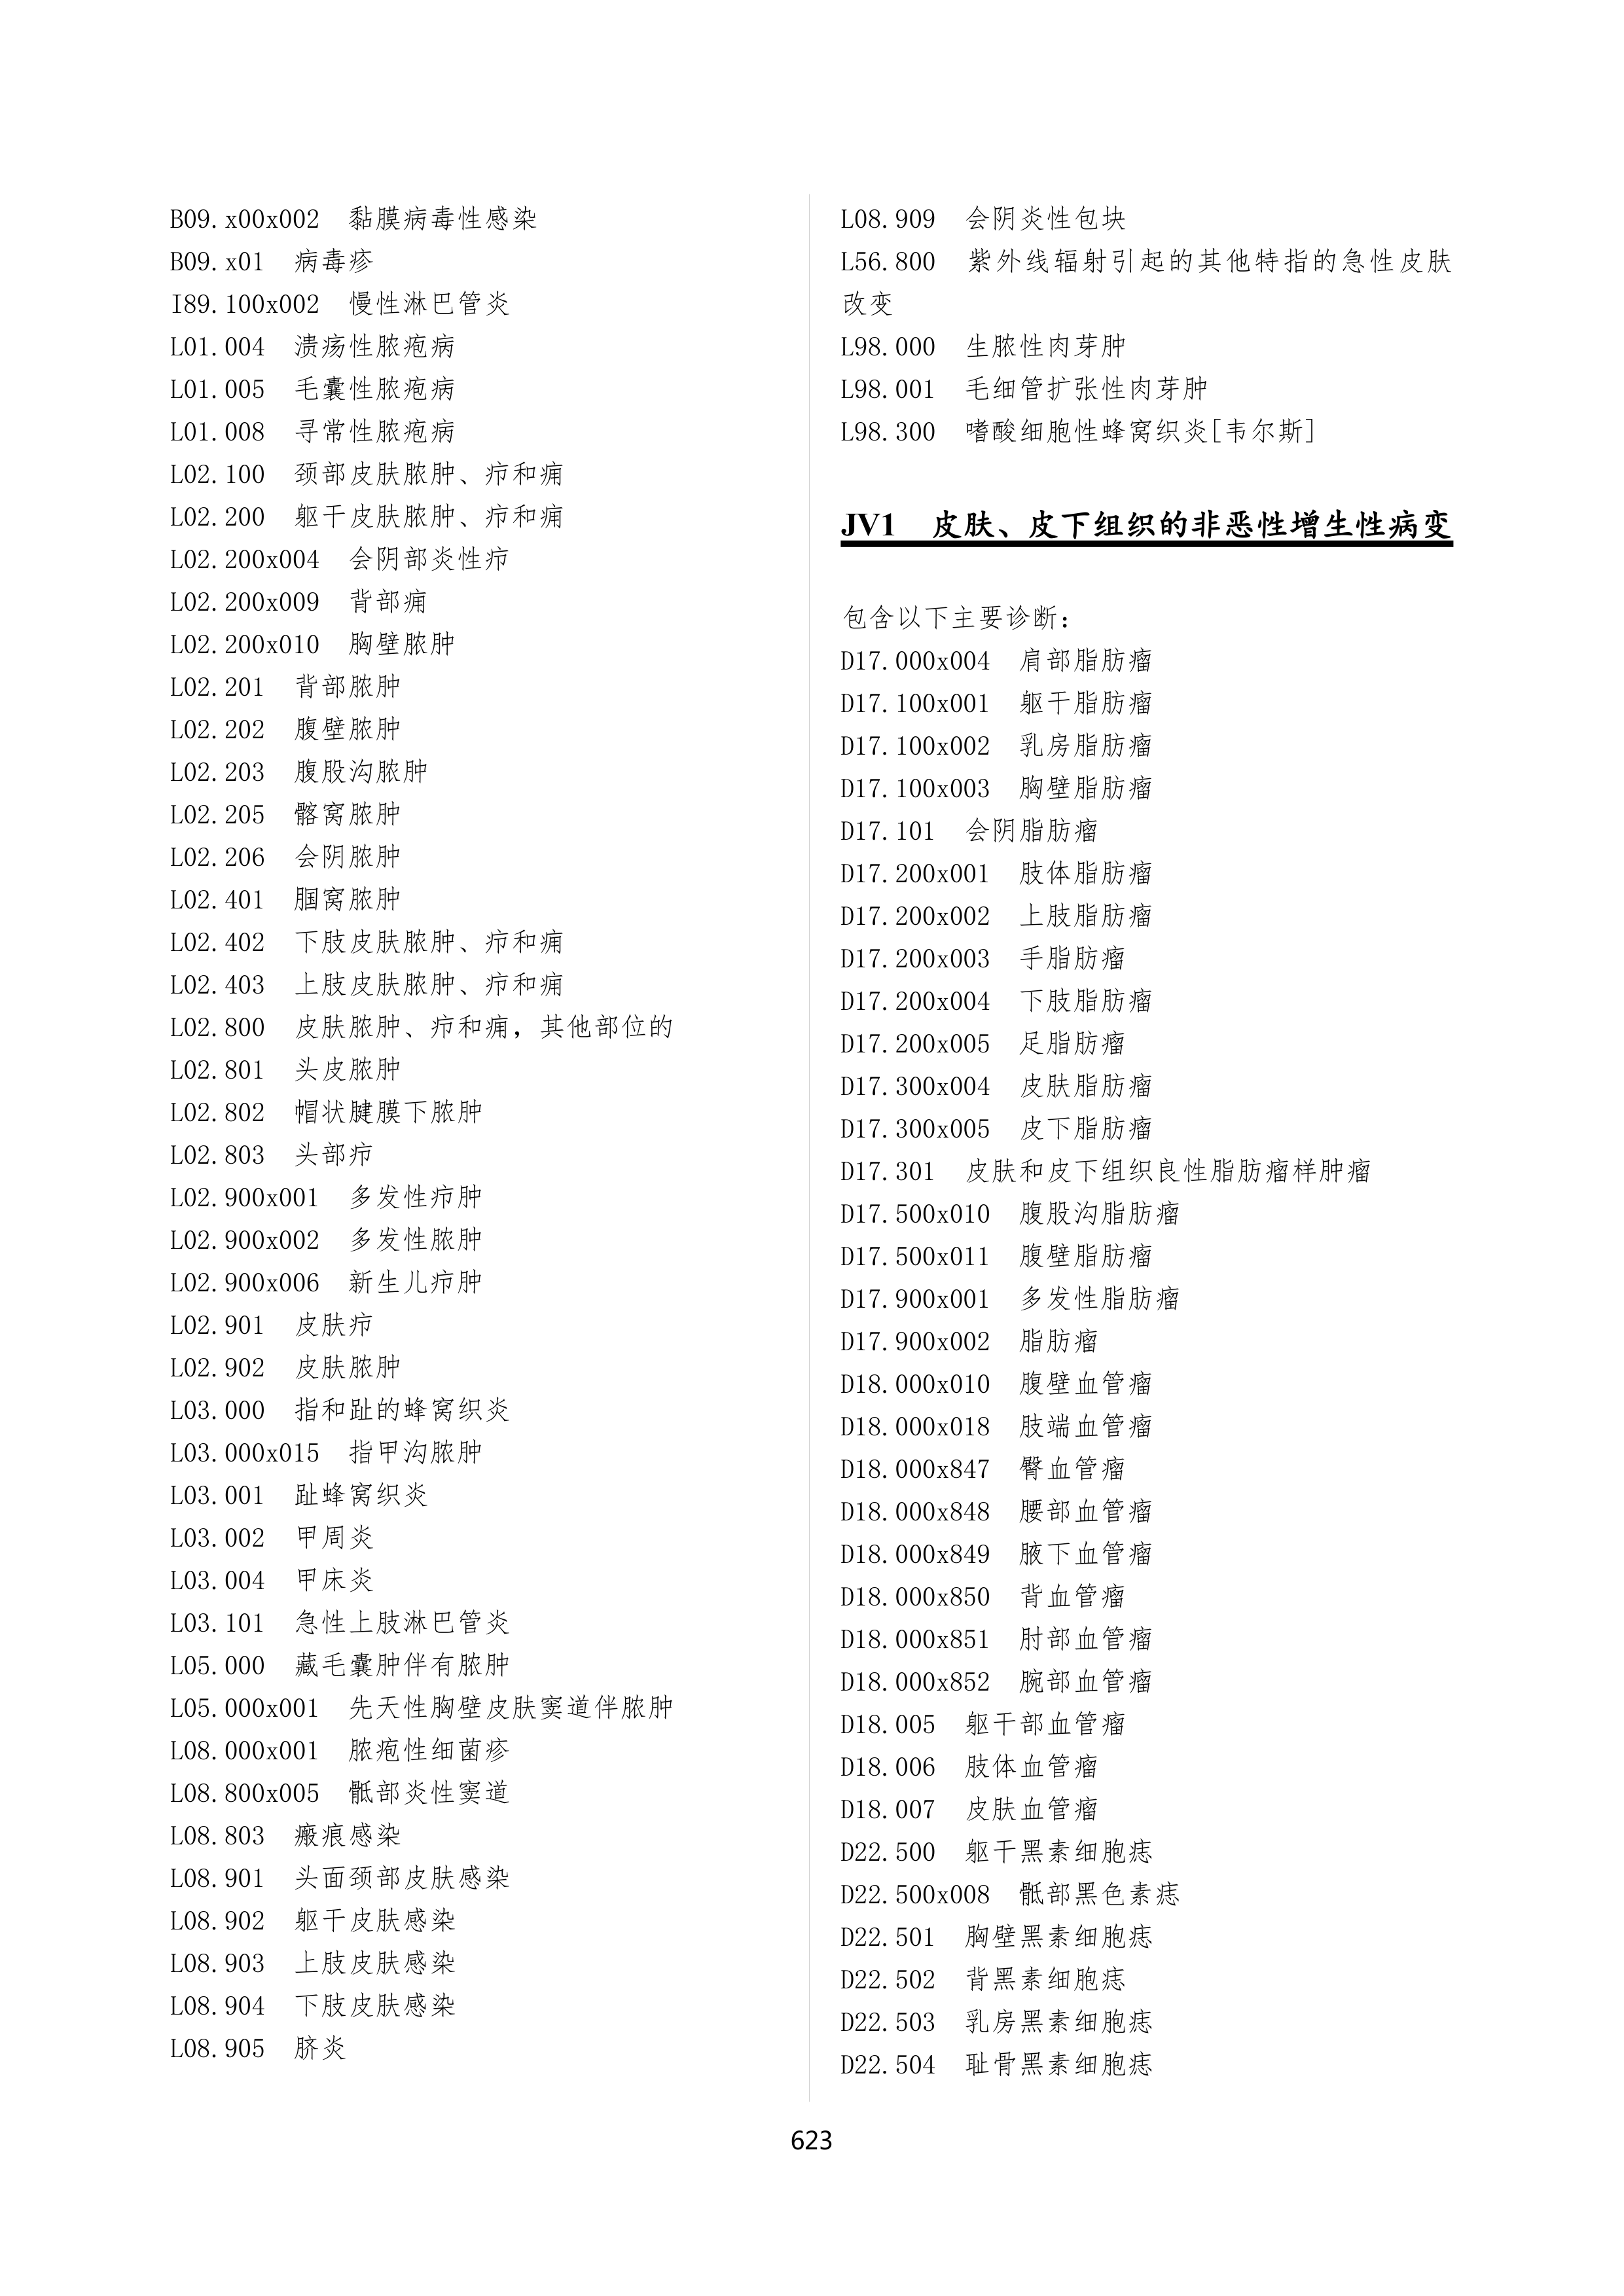 B09.x00x002 黏膜病毒性感染
B09.x01 病毒疹
I89.100x002 慢性淋巴管炎
L01.004 溃疡性脓疱病
L01.005 毛囊性脓疱病
L01.008 寻常性脓疱病
L02.100 颈部皮肤脓肿、疖和痈
L02.200 躯干皮肤脓肿、疖和痈
L02.200x004 会阴部炎性疖
L02.200x009 背部痈
L02.200x010 胸壁脓肿
L02.201 背部脓肿
L02.202 腹壁脓肿
L02.203 腹股沟脓肿
L02.205 髂窝脓肿
L02.206 会阴脓肿
L02.401 腘窝脓肿
L02.402 下肢皮肤脓肿、疖和痈
L02.403 上肢皮肤脓肿、疖和痈
L02.800 皮肤脓肿、疖和痈，其他部位的
L02.801 头皮脓肿
L02.802 帽状腱膜下脓肿
L02.803 头部疖
L02.900x001 多发性疖肿
L02.900x002 多发性脓肿
L02.900x006 新生儿疖肿
L02.901 皮肤疖
L02.902 皮肤脓肿
L03.000 指和趾的蜂窝织炎
L03.000x015 指甲沟脓肿
L03.001 趾蜂窝织炎
L03.002 甲周炎
L03.004 甲床炎
L03.101 急性上肢淋巴管炎
L05.000 藏毛囊肿伴有脓肿
L05.000x001 先天性胸壁皮肤窦道伴脓肿
L08.000x001 脓疱性细菌疹
L08.800x005 骶部炎性窦道
L08.803 瘢痕感染
L08.901 头面颈部皮肤感染
L08.902 躯干皮肤感染
L08.903 上肢皮肤感染
L08.904 下肢皮肤感染
L08.905 脐炎
L08.909 会阴炎性包块
L56.800 紫外线辐射引起的其他特指的急性皮肤
改变
L98.000 生脓性肉芽肿
L98.001 毛细管扩张性肉芽肿
L98.300 嗜酸细胞性蜂窝织炎[韦尔斯]
JV1 皮肤、皮下组织的非恶性增生性病变
包含以下主要诊断：
D17.000x004 肩部脂肪瘤
D17.100x001 躯干脂肪瘤
D17.100x002 乳房脂肪瘤
D17.100x003 胸壁脂肪瘤
D17.101 会阴脂肪瘤
D17.200x001 肢体脂肪瘤
D17.200x002 上肢脂肪瘤
D17.200x003 手脂肪瘤
D17.200x004 下肢脂肪瘤
D17.200x005 足脂肪瘤
D17.300x004 皮肤脂肪瘤
D17.300x005 皮下脂肪瘤
D17.301 皮肤和皮下组织良性脂肪瘤样肿瘤
D17.500x010 腹股沟脂肪瘤
D17.500x011 腹壁脂肪瘤
D17.900x001 多发性脂肪瘤
D17.900x002 脂肪瘤
D18.000x010 腹壁血管瘤
D18.000x018 肢端血管瘤
D18.000x847 臀血管瘤
D18.000x848 腰部血管瘤
D18.000x849 腋下血管瘤
D18.000x850 背血管瘤
D18.000x851 肘部血管瘤
D18.000x852 腕部血管瘤
D18.005 躯干部血管瘤
D18.006 肢体血管瘤
D18.007 皮肤血管瘤
D22.500 躯干黑素细胞痣
D22.500x008 骶部黑色素痣
D22.501 胸壁黑素细胞痣
D22.502 背黑素细胞痣
D22.503 乳房黑素细胞痣
D22.504 耻骨黑素细胞痣
623